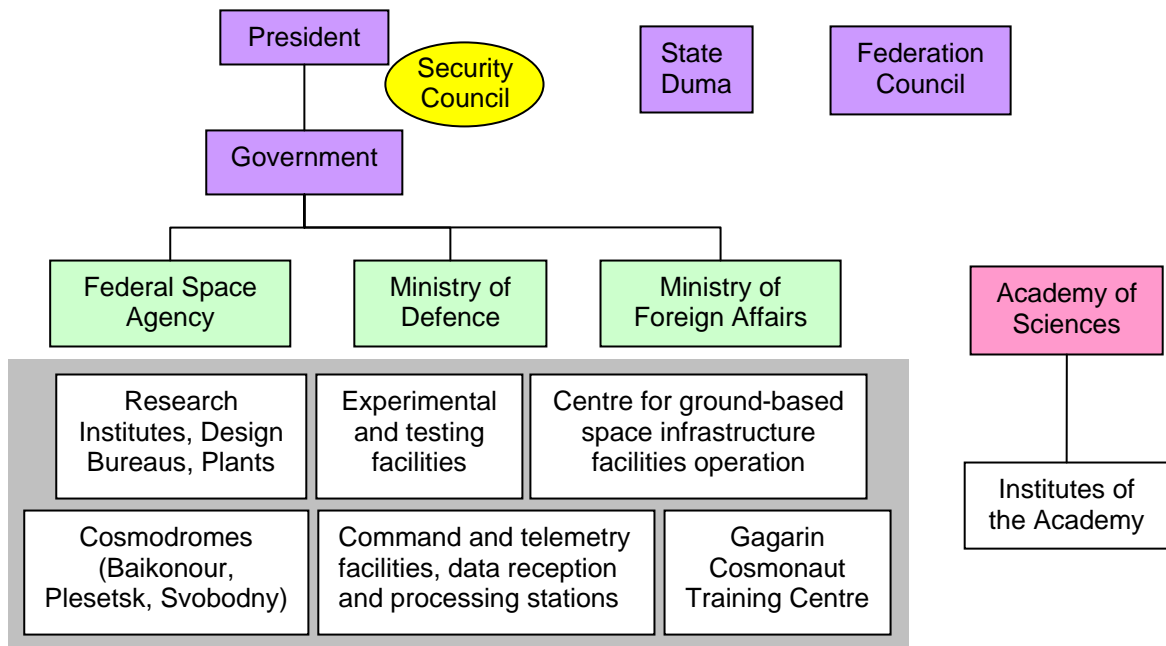 President
Security
Council
State
Duma
Federation
Council
Government
Federal Space
Agency
Ministry of
Defence
Ministry of
Foreign Affairs
Academy of
Sciences
Research
Institutes, Design
Bureaus, Plants
Experimental
and testing
facilities
Centre for ground-based
space infrastructure
facilities operation
Institutes of
the Academy
Cosmodromes
(Baikonour,
Plesetsk, Svobodny)
Command and telemetry
facilities, data reception
and processing stations
Gagarin
Cosmonaut
Training Centre